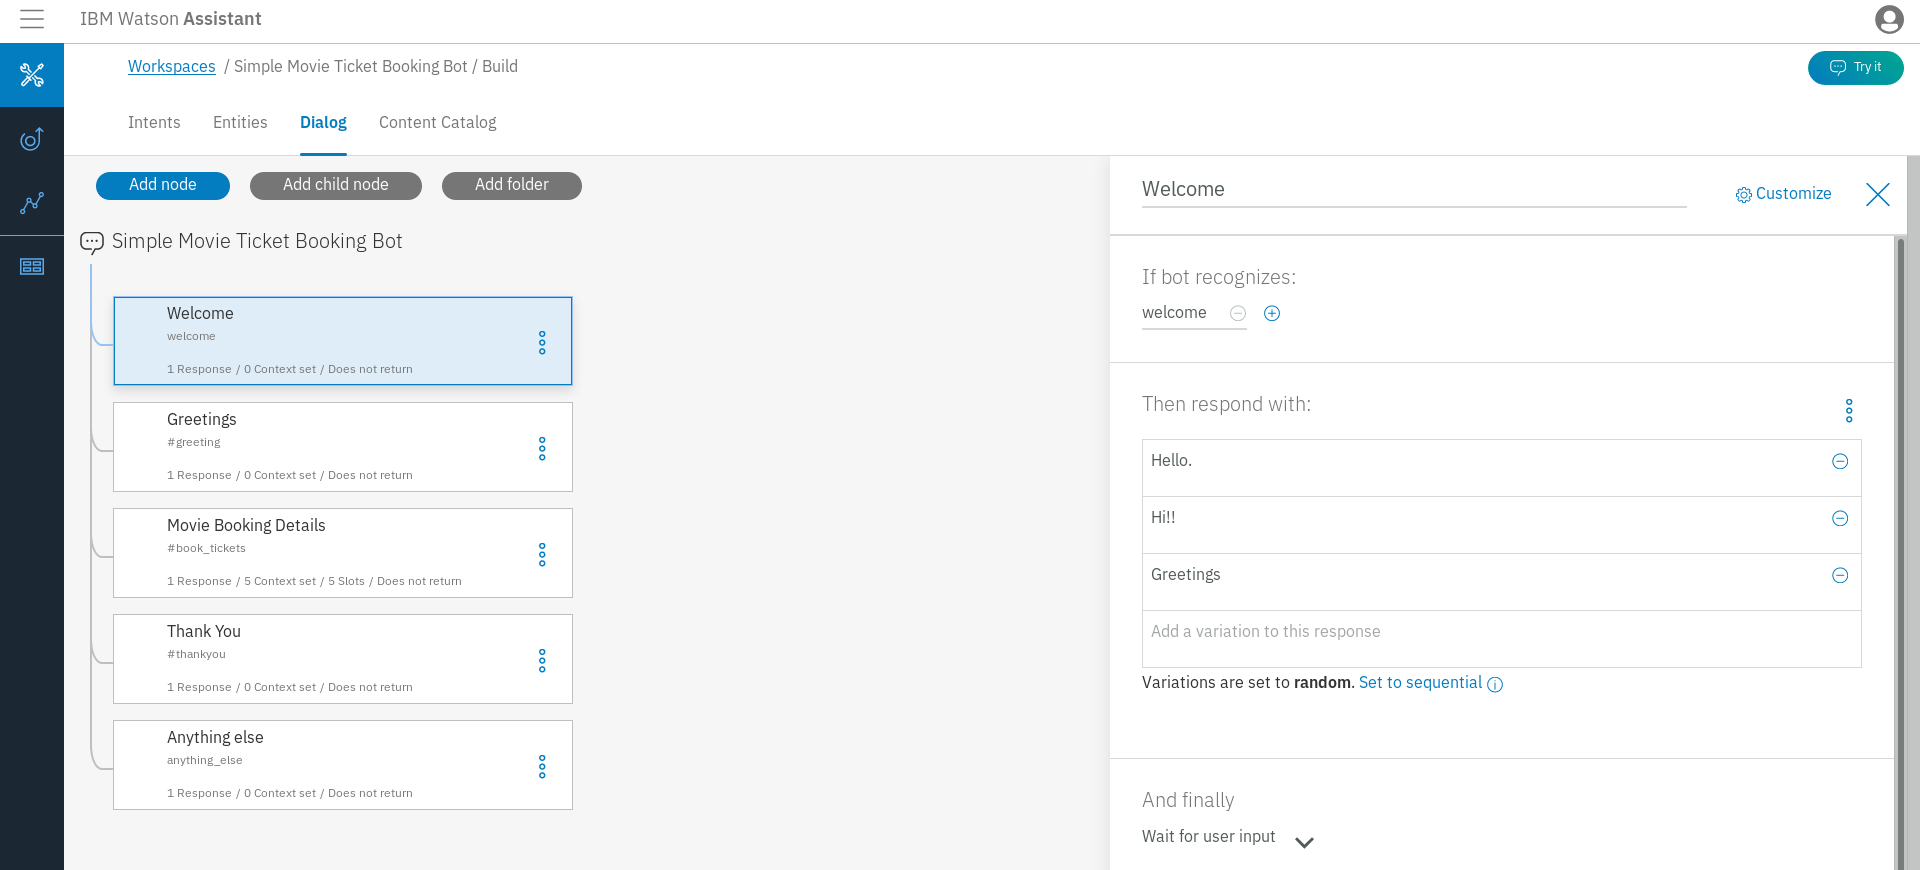 IBM Watson Assistant
Workspaces / Simple Movie Ticket Booking Bot / Build
Try it
Intents Entities Dialog Content Catalog
Add node Add child node Add folder
Simple Movie Ticket Booking Bot
Welcome
welcome
1 Response / 0 Context set / Does not return
Greetings
#greeting
1 Response / 0 Context set / Does not return
Movie Booking Details
#book_tickets
1 Response / 5 Context set / 5 Slots / Does not return
Thank You
#thankyou
1 Response / 0 Context set / Does not return
Anything else
anything_else
1 Response / 0 Context set / Does not return
Welcome
Customize
If bot recognizes:
welcome
Then respond with:
Hello.
Hi!!
Greetings
Add a variation to this response
Variations are set to random. Set to sequential
And finally
Wait for user input